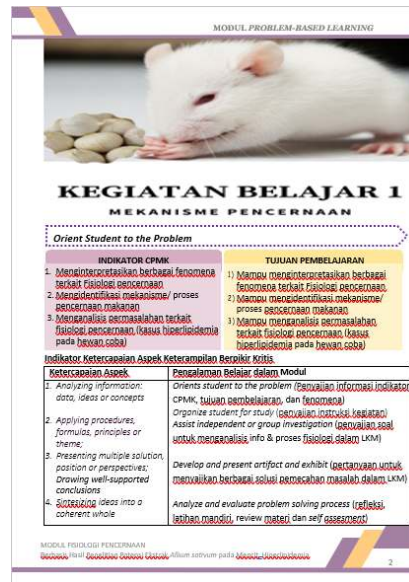 MODUL PROBLEM-BASED LEARNING
KEGIATAN BELAJAR 1
MEKANISME PENCERNAAN
Orient Student to the Problem
INDIKATOR CPMK
1. Menginterpretasikan berbagai fenomena
terkait Fisiologi pencernaan
2. Mengidentifikasi mekanisme/ proses
pencernaan makanan
3. Menganalisis permasalahan terkait
fisiologi pencernaan (kasus hiperlipidemia
pada hewan coba)
TUJUAN PEMBELAJARAN
1) Mampu menginterpretasikan berbagai
fenomena terkait Fisiologi pencernaan,
2) Mampu mengidentifikasi mekanisme/
proses pencernaan makanan
3) Mampu menganalisis permasalahan
terkait fisiologi pencernaan (kasus
hiperlipidemia pada hewan coba)
Indikator Ketercapaian Aspek Keterampilan Berpikir Kritis
Ketercapaian Aspek
1. Analyzing information:
data, ideas or concepts
2. Applying procedures,
formulas, principles or
theme;
3. Presenting multiple solution,
position or perspectives;
Drawing well-supported
conclusions
4. Sintesizing ideas into a
coherent whole
Pengalaman Belajar dalam Modul
Orients student to the problem (Penyajian informasi indikator
CPMK, tujuan pembelajaran, dan fenomena)
Organize student for study (penyajian instruksi kegiatan)
Assist independent or group investigation (penyajian soal
untuk menganalisis info & proses fisiologi dalam LKM)
Develop and present artifact and exhibit (pertanyaan untuk
menyajikan berbagai solusi pemecahan masalah dalam LKM)
Analyze and evaluate problem solving process (refleksi,
latihan mandiri, review materi dan self assesment)
MODUL FISIOLOGI PENCERNAAN
Berbasis Hasil Penelitian Potensi Ekstrak Allium sativum pada Mencit Hiperlipidemia
2